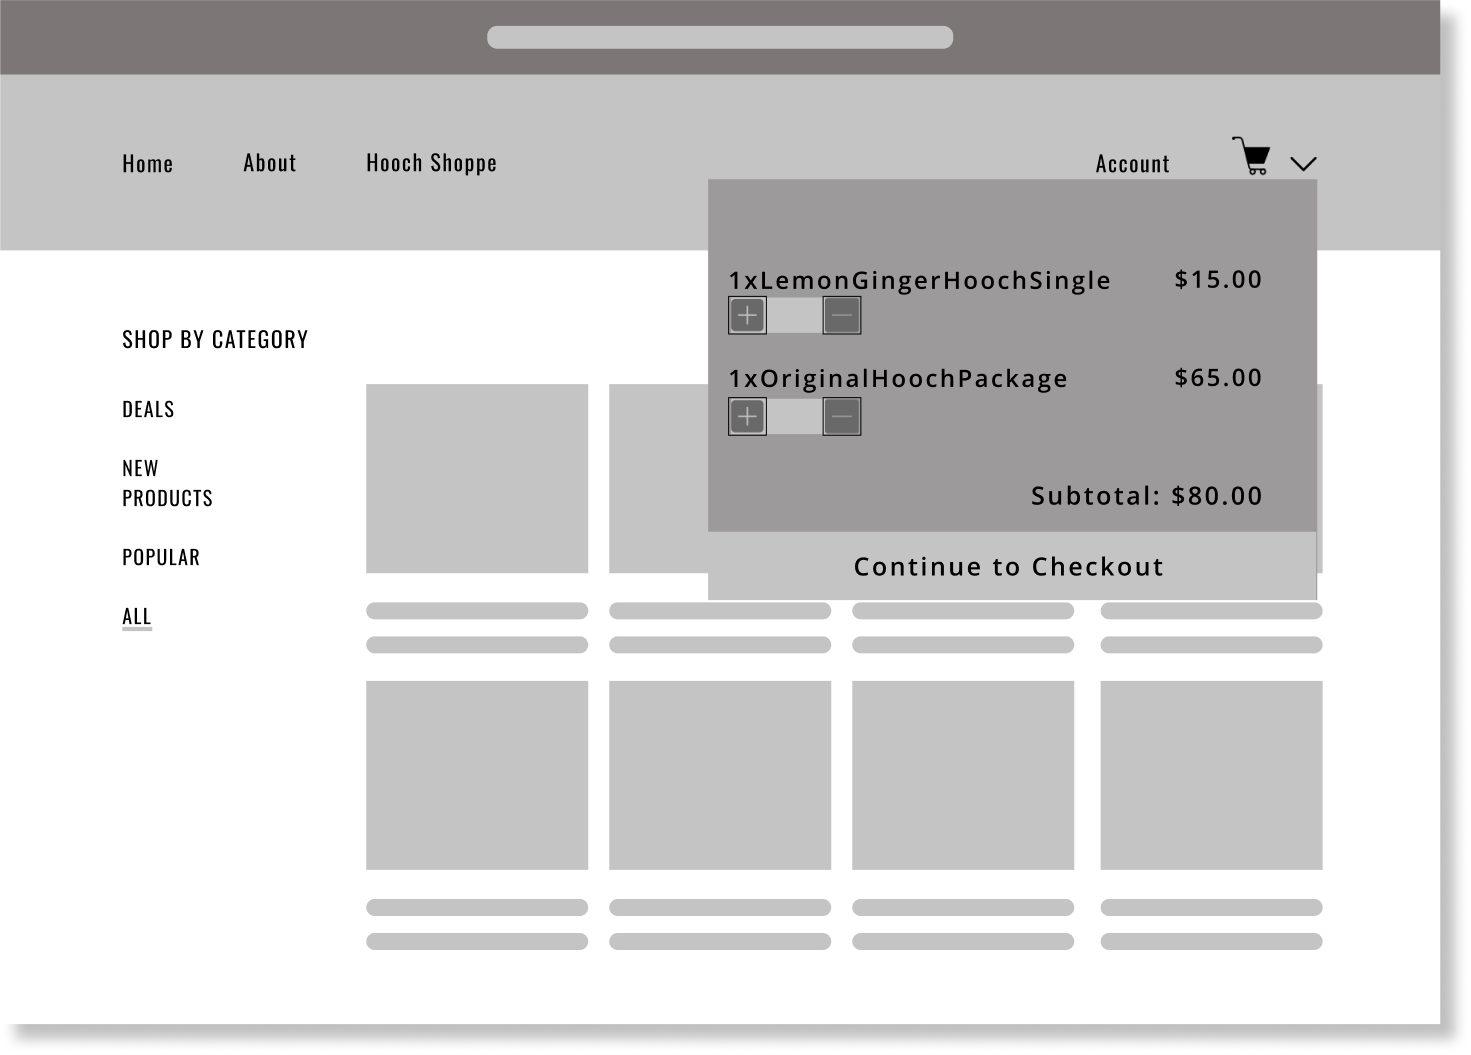 Home About Hooch Shoppe Account
1xLemonGingerHoochSingle $15.00
1xOriginalHoochPackage $65.00
Subtotal: $80.00
Continue to Checkout
SHOP BY CATEGORY
DEALS
NEW
PRODUCTS
POPULAR
ALL